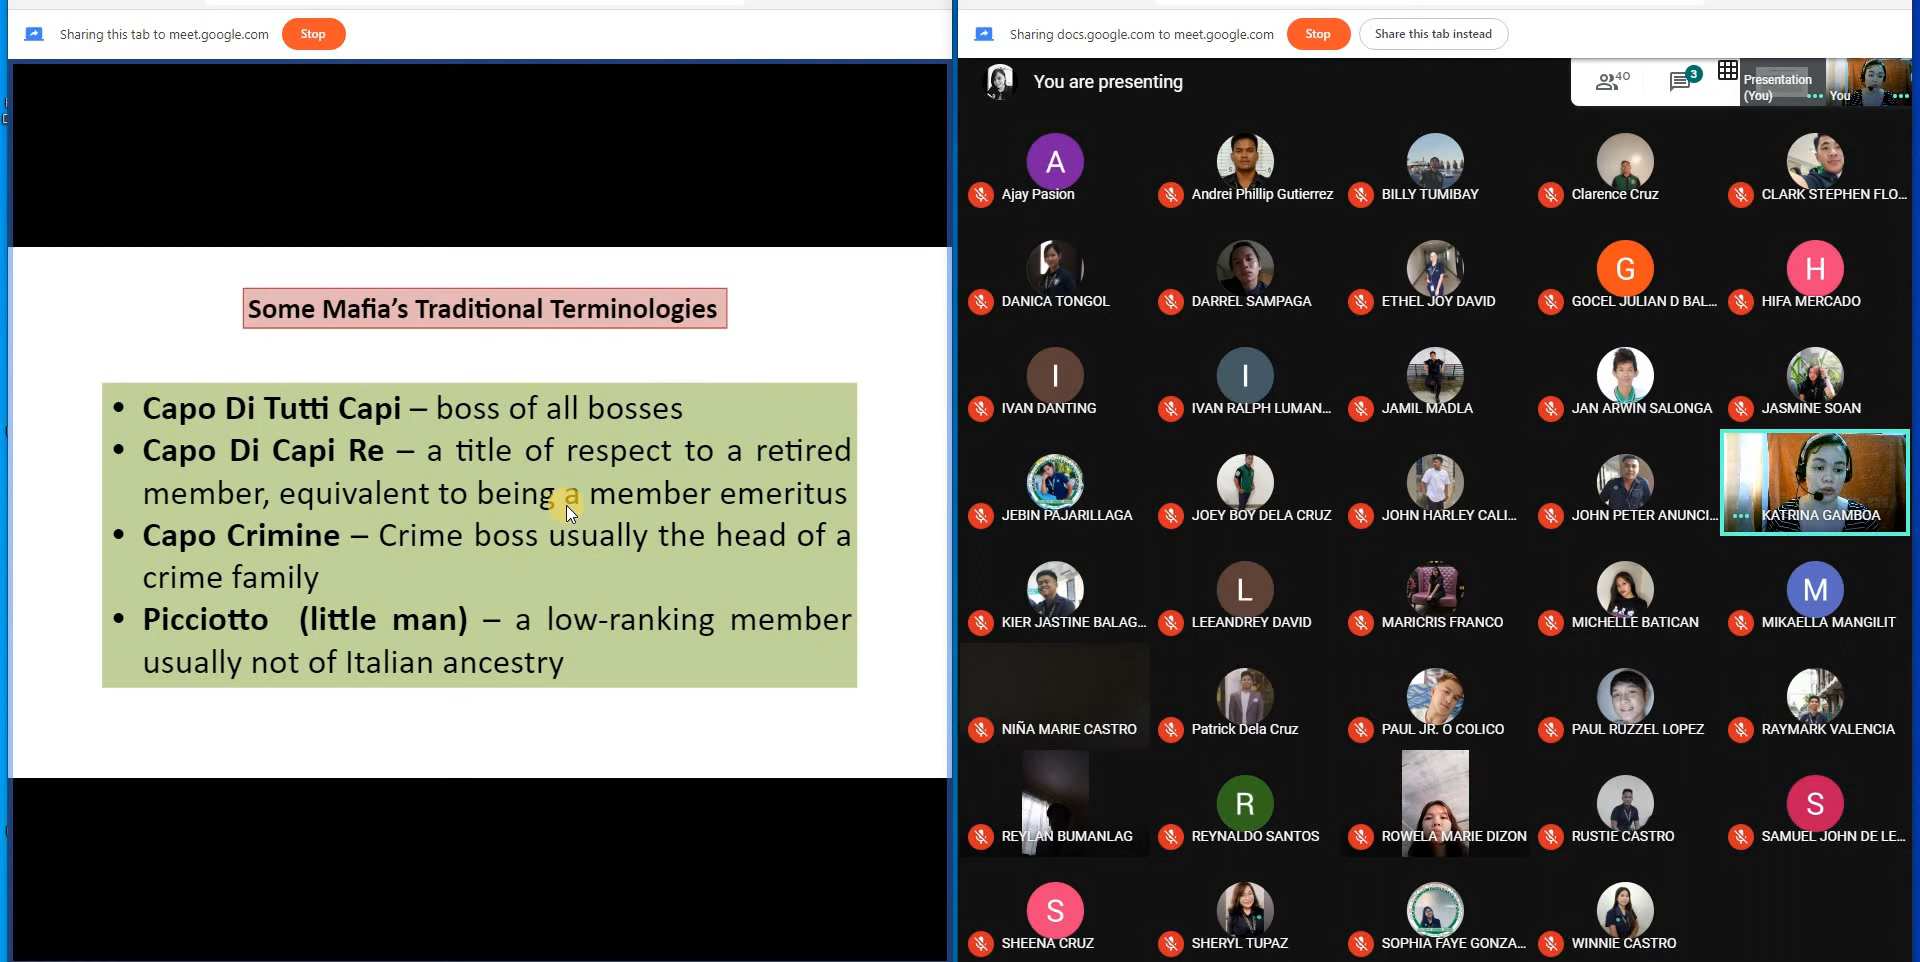 Sharing this tab to meet.google.com
Stop
Some Mafia's Traditional Terminologies
• Capo Di Tutti Capi – boss of all bosses
• Capo Di Capi Re – a title of respect to a retired
member, equivalent to being a member emeritus
• Capo Crimine – Crime boss usually the head of a
crime family
• Picciotto (little man) – a low-ranking member
usually not of Italian ancestry
Sharing docs.google.com to meet.google.com
Stop
Share this tab instead
You are presenting
40
3
Presentation
(You)
You
A
Ajay Pasion
Andrei Phillip Gutierrez
BILLY TUMIBAY
Clarence Cruz
CLARK STEPHEN FLO...
DANICA TONGOL
DARREL SAMPAGA
ETHEL JOY DAVID
G
GOCEL JULIAN D BAL...
H
HIFA MERCADO
I
IVAN DANTING
I
IVAN RALPH LUMAN...
JAMIL MADLA
JAN ARWIN SALONGA
JASMINE SOAN
JEBIN PAJARILLAGA
JOEY BOY DELA CRUZ
JOHN HARLEY CALI...
JOHN PETER ANUNCI...
KATRINA GAMBOA
KIER JASTINE BALAG...
L
LEEANDREY DAVID
MARICRIS FRANCO
MICHELLE BATICAN
M
MIKAELLA MANGILIT
NIÑA MARIE CASTRO
Patrick Dela Cruz
PAUL JR. O COLICO
PAUL RUZZEL LOPEZ
RAYMARK VALENCIA
REYLAN BUMANLAG
R
REYNALDO SANTOS
ROWELA MARIE DIZON
RUSTIE CASTRO
S
SAMUEL JOHN DE LE...
S
SHEENA CRUZ
SHERYL TUPAZ
SOPHIA FAYE GONZA...
WINNIE CASTRO